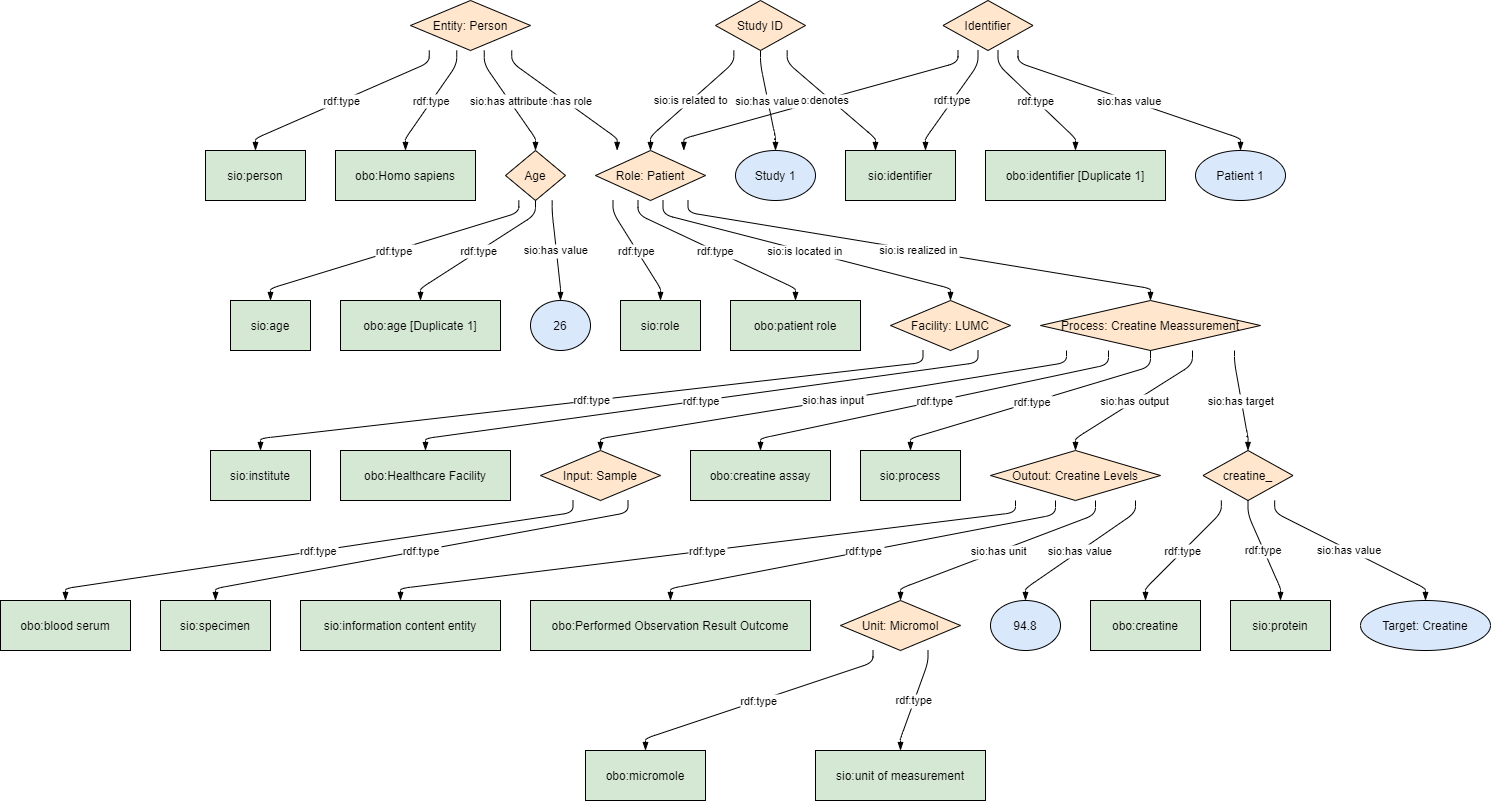 Entity: Person
Study ID
Identifier
rdf:type
rdf:type
sio:has attribute
:has role
sio:is related to
sio:has value
o:denotes
rdf:type
rdf:type
sio:has value
sio:person
obo:Homo sapiens
Age
Role: Patient
Study 1
sio:identifier
obo:identifier [Duplicate 1]
Patient 1
rdf:type
rdf:type
sio:has value
rdf:type
rdf:type
sio:is located in
sio:is realized in
sio:age
obo:age [Duplicate 1]
26
sio:role
obo:patient role
Facility: LUMC
Process: Creatine Meassurement
rdf:type
rdf:type
sio:has input
rdf:type
rdf:type
sio:has output
sio:has target
sio:institute
obo:Healthcare Facility
Input: Sample
obo:creatine assay
sio:process
Outout: Creatine Levels
creatine_
rdf:type
rdf:type
rdf:type
rdf:type
sio:has unit
sio:has value
rdf:type
rdf:type
sio:has value
obo:blood serum
sio:specimen
sio:information content entity
obo:Performed Observation Result Outcome
Unit: Micromol
94.8
obo:creatine
sio:protein
Target: Creatine
rdf:type
rdf:type
obo:micromole
sio:unit of measurement